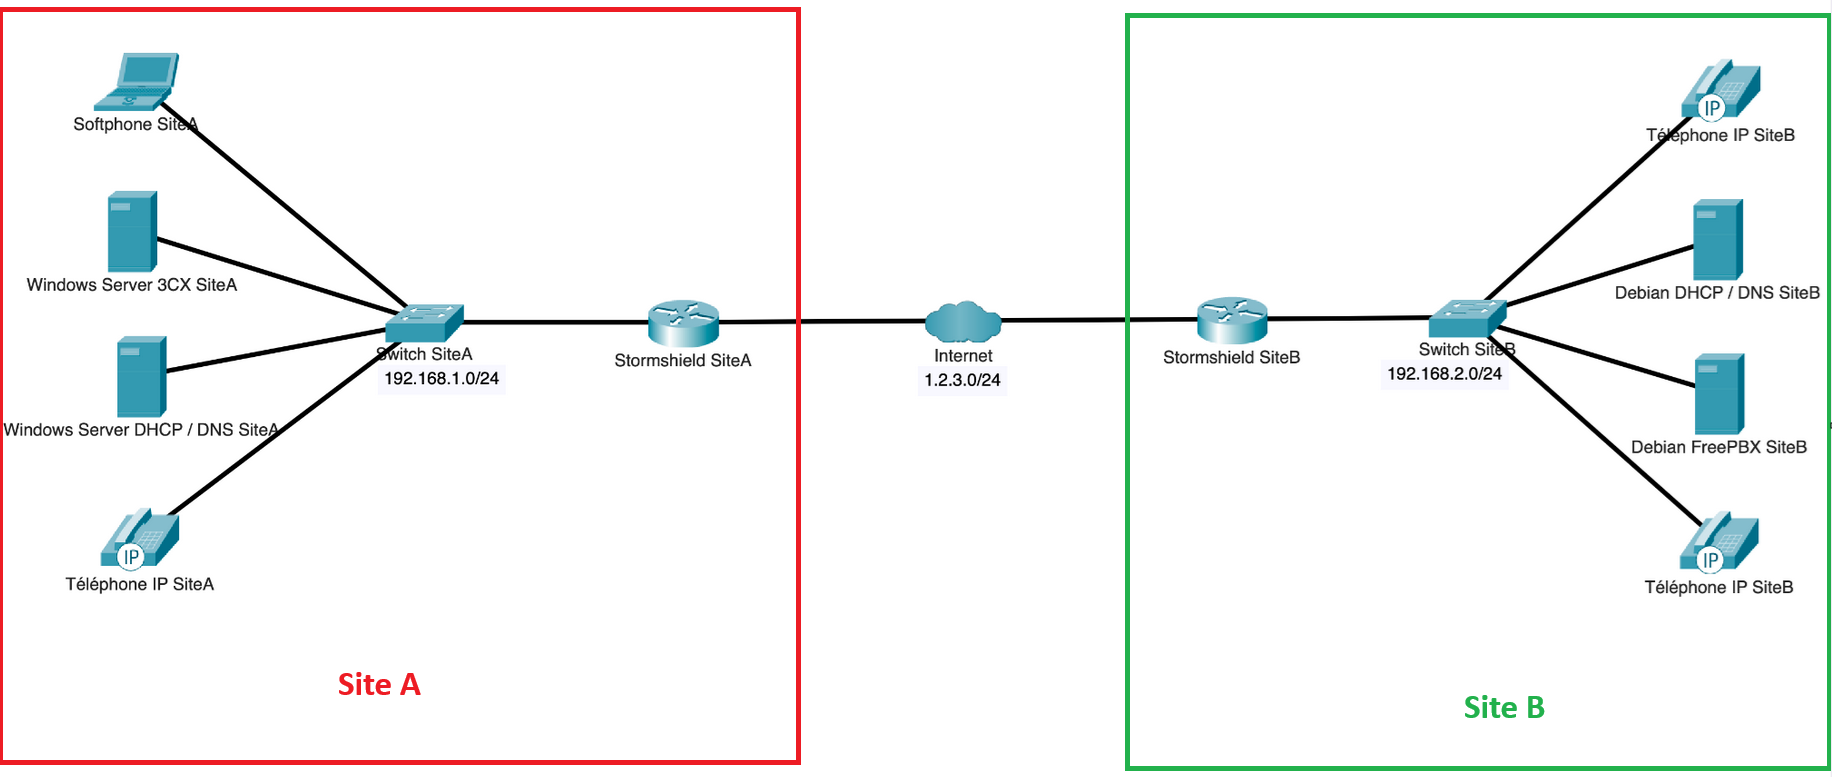 Softphone SiteA
Windows Server 3CX SiteA
Switch SiteA
192.168.1.0/24
Windows Server DHCP / DNS SiteA
IP
Téléphone IP SiteA
Stormshield SiteA
Site A
Internet
1.2.3.0/24
Stormshield SiteB
IP
Téléphone IP SiteB
Debian DHCP / DNS SiteB
Switch SiteB
192.168.2.0/24
Debian FreePBX SiteB
IP
Téléphone IP SiteB
Site B